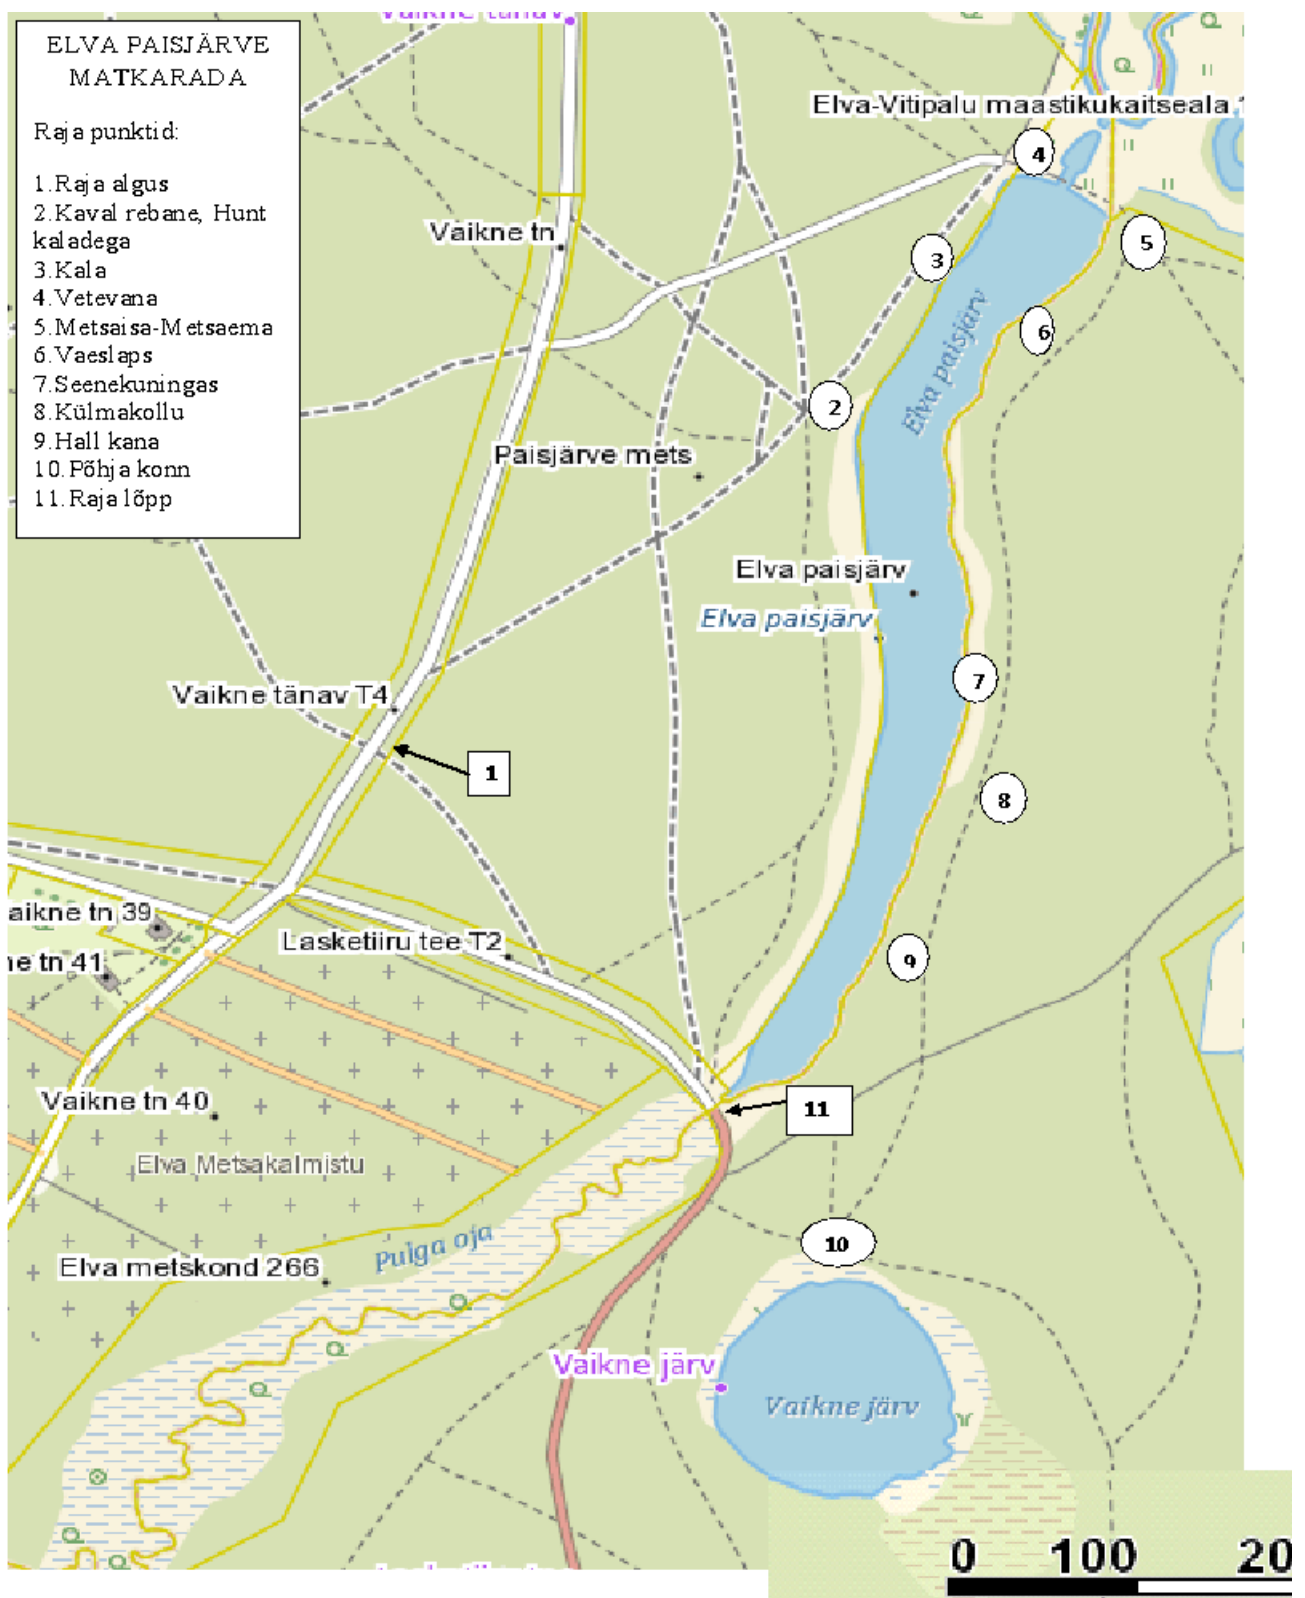 ELVA PAISJÄRVE
MATKARADA
Raja punktid:
1.Raja algus
2.Kaval rebane, Hunt
kaladega
3.Kala
4.Vetevana
5.Metsaisa-Metsaema
6.Vaeslaps
7.Seenekuningas
8.Külmakollu
9.Hall kana
10.Põhja konn
11.Raja lõpp
Vaikne tänav
Elva-Vitipalu maastikukaitseala 1
4
Vaikne tn
5
3
6
Elva paisjärv
2
Paisjärve mets
Elva paisjärv
Elva paisjärv
7
Vaikne tänav T4
1
8
aikne tn 39
Lasketiiru tee T2
ne tn 41
9
Vaikne tn 40
11
Elva Metsakalmistu
Pulga oja
10
Elva metskond 266
Vaikne järv
Vaikne järv
0 100 20